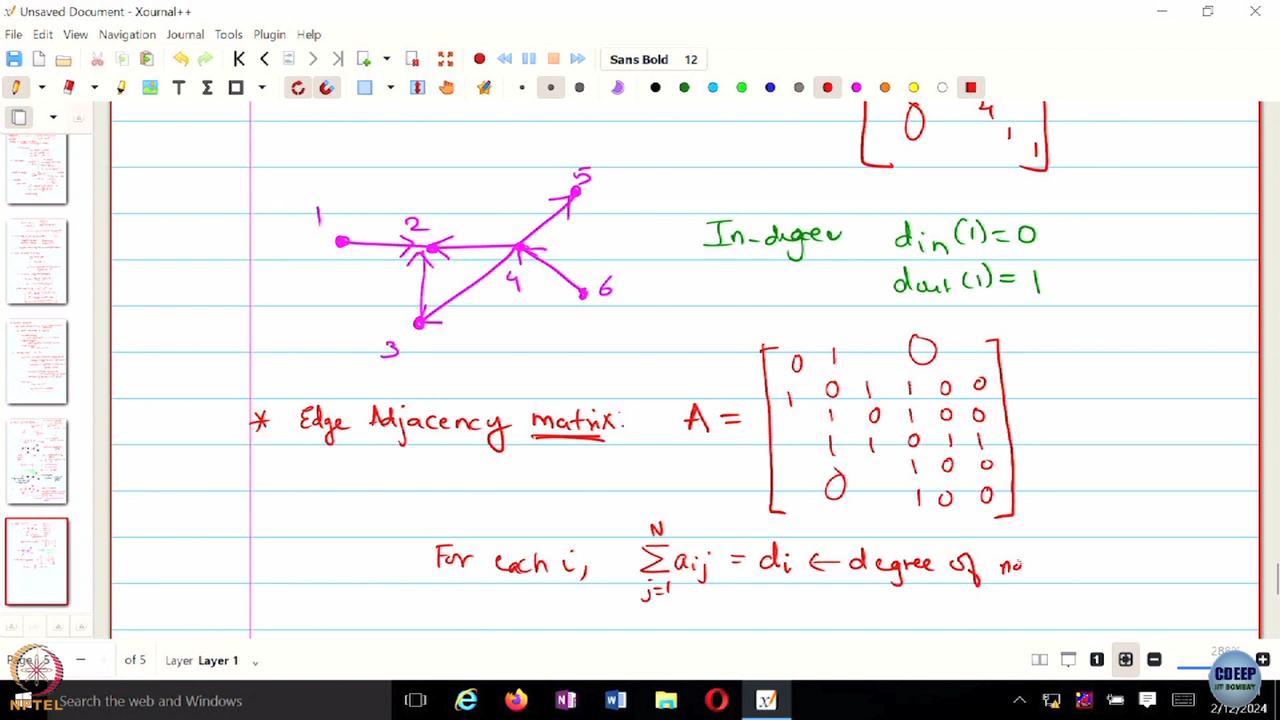 Unsaved Document - Xournal++
File Edit View Navigation Journal Tools Plugin Help
Sans Bold 12
0 4
1
1
5
1 2
In-degree din(1)=0
4 6
dout(1)=1
3
0 1 0
1 0 1 1 0 0
* Edge Adjacency matrix: A =
1 0 1 0 0
1 1 0 1 1
1 0 0
0 1 0 0
For each i, N∑j=1 aij = di ← degree of no
Page 5 of 5 Layer Layer 1 288%
Search the web and Windows
NPTEL
CDEEP
IIT BOMBAY
2/12/2024